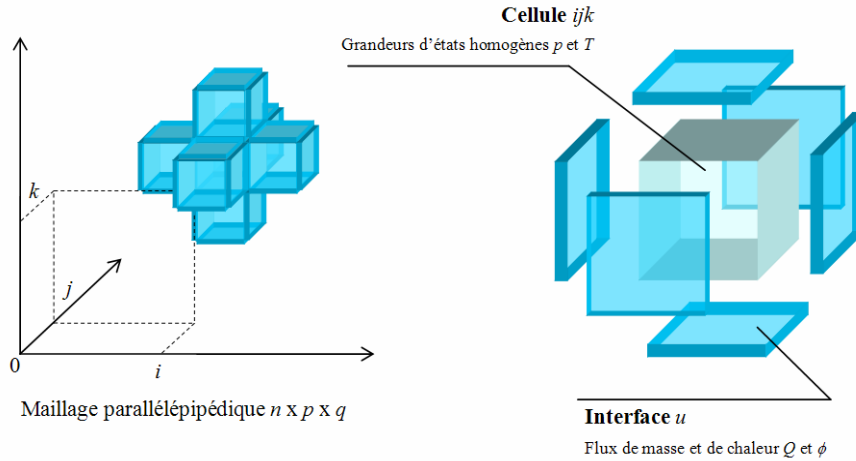 Cellule ijk
Grandeurs d'états homogènes p et T
k
j
0
i
Maillage parallélépipédique n x p x q
Interface u
Flux de masse et de chaleur Q et ϕ